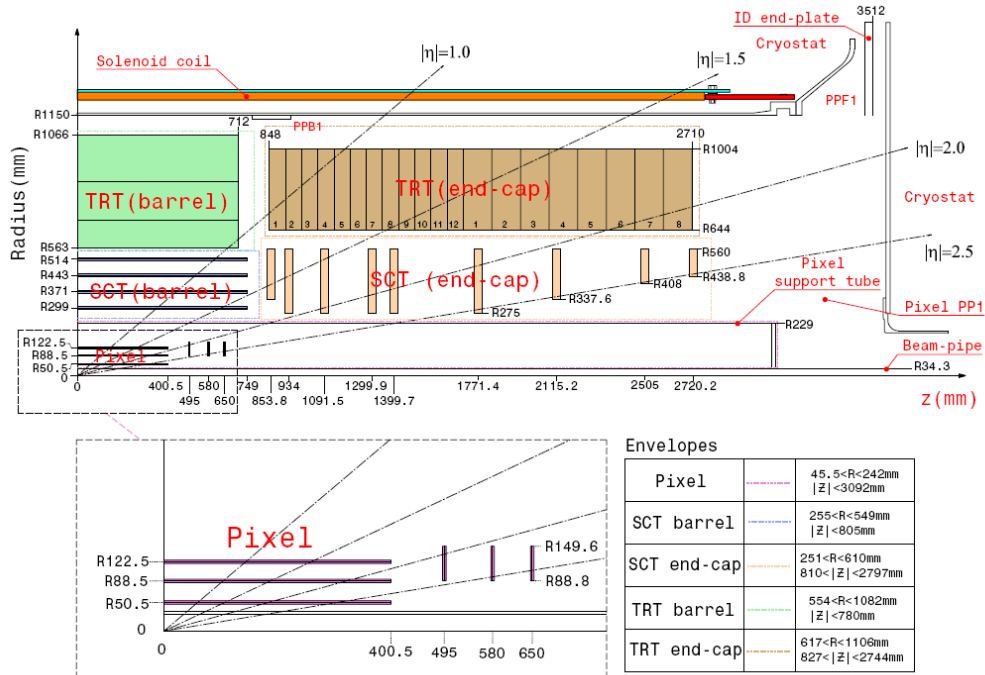 3512
ID end-plate
Cryostat
|η|=1.0
|η|=1.5
Solenoid coil
PPF1
R1150
712
PPB1
848
2710
R1066
R1004
TRT(barrel)
TRT(end-cap)
|η|=2.0
Radius(mm)
1 2 3 4 5 6 7 8 9 10 11 12 1 2 3 4 5 6 7 8
R644
Cryostat
R563
R560
|η|=2.5
R514
R443
SCT(barrel)
SCT (end-cap)
R438.8
R408
R371
R337.6
Pixel
support tube
R299
R275
Pixel PP1
R229
R122.5
Pixel
R88.5
Beam-pipe
R50.5
R34.3
0
0
400.5 580 749 934 1299.9 1771.4 2115.2 2505 2720.2
495 650 853.8 1091.5 1399.7
z(mm)
Envelopes
Pixel
45.5<R<242mm
|Z|<3092mm
SCT barrel
255<R<549mm
|Z|<805mm
SCT end-cap
251<R<610mm
810<|Z|<2797mm
TRT barrel
554<R<1082mm
|Z|<780mm
TRT end-cap
617<R<1106mm
827<|Z|<2744mm
Pixel
R122.5
R149.6
R88.5
R88.8
R50.5
0
0
400.5
495
580
650